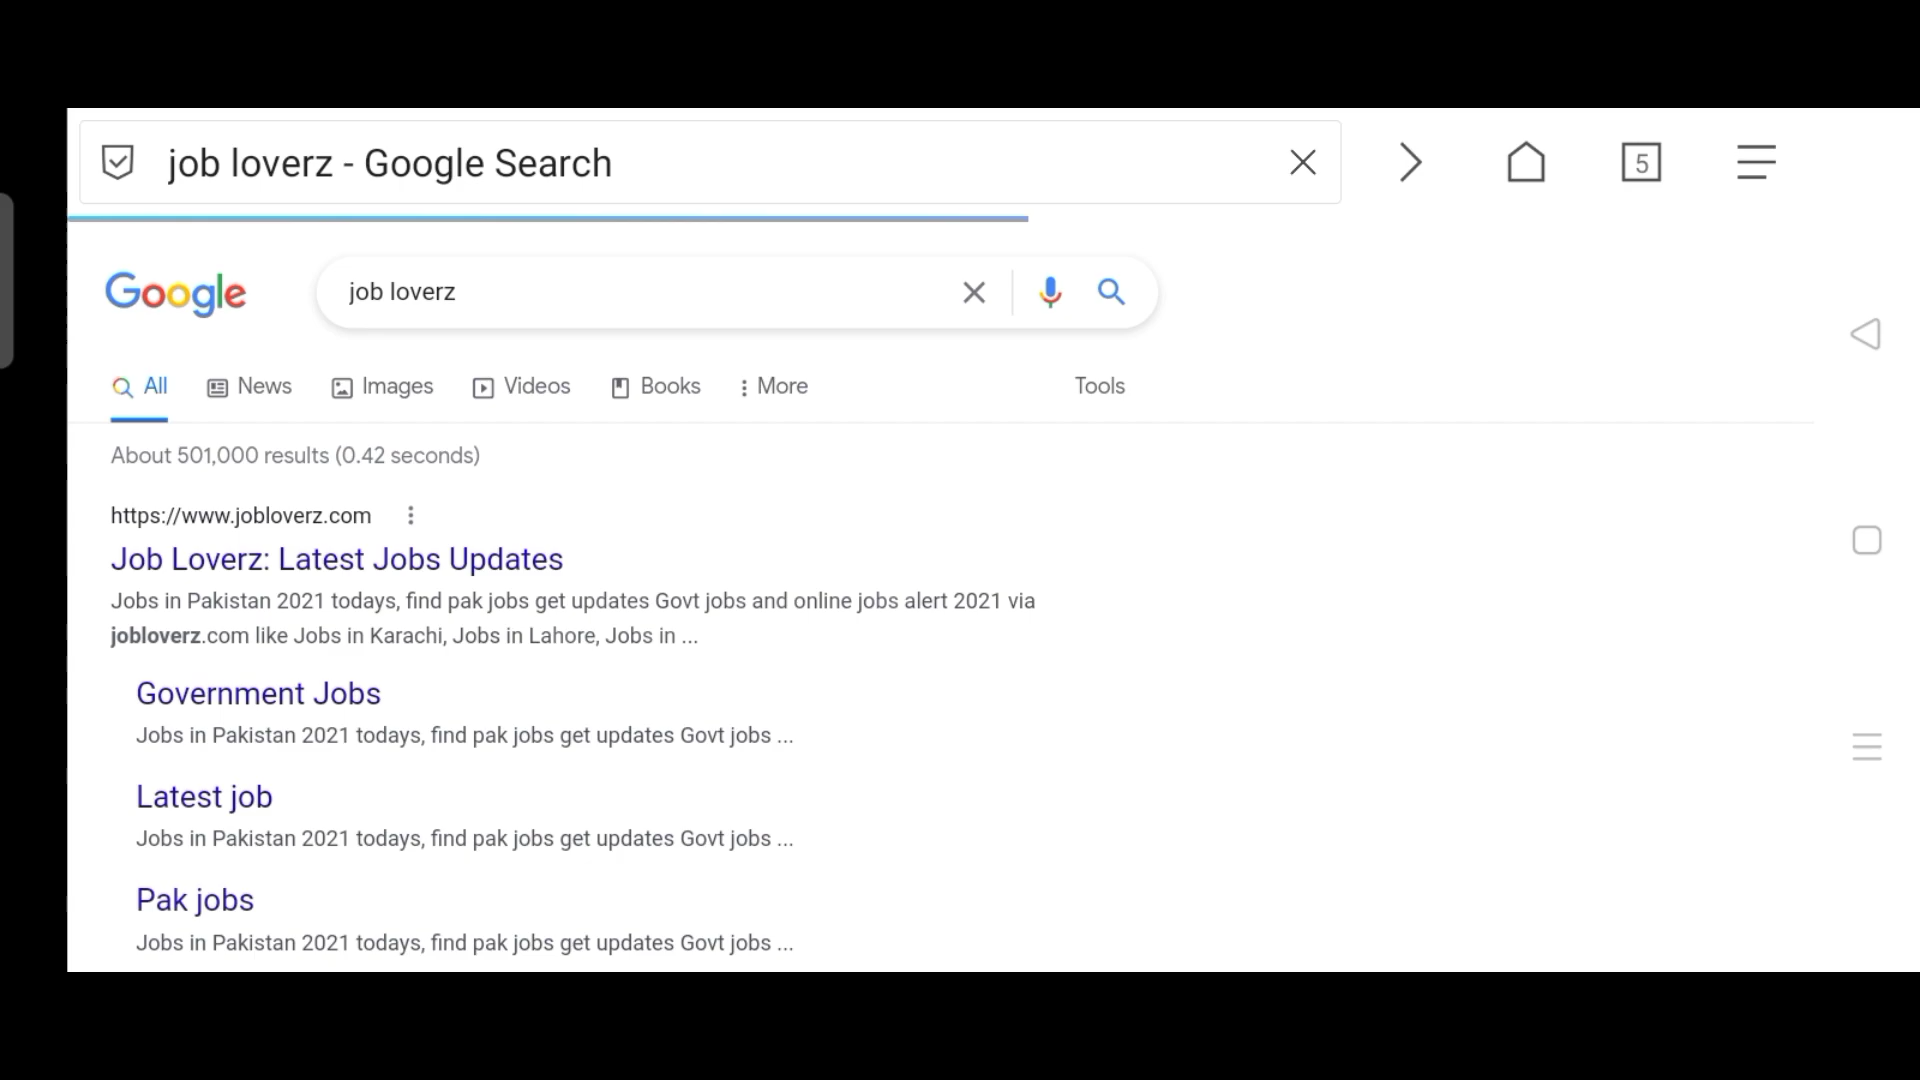 job loverz - Google Search
5
Google
job loverz
All
News
Images
Videos
Books
More
Tools
About 501,000 results (0.42 seconds)
https://www.jobloverz.com
Job Loverz: Latest Jobs Updates
Jobs in Pakistan 2021 todays, find pak jobs get updates Govt jobs and online jobs alert 2021 via
jobloverz.com like Jobs in Karachi, Jobs in Lahore, Jobs in ...
Government Jobs
Jobs in Pakistan 2021 todays, find pak jobs get updates Govt jobs ...
Latest job
Jobs in Pakistan 2021 todays, find pak jobs get updates Govt jobs ...
Pak jobs
Jobs in Pakistan 2021 todays, find pak jobs get updates Govt jobs ...